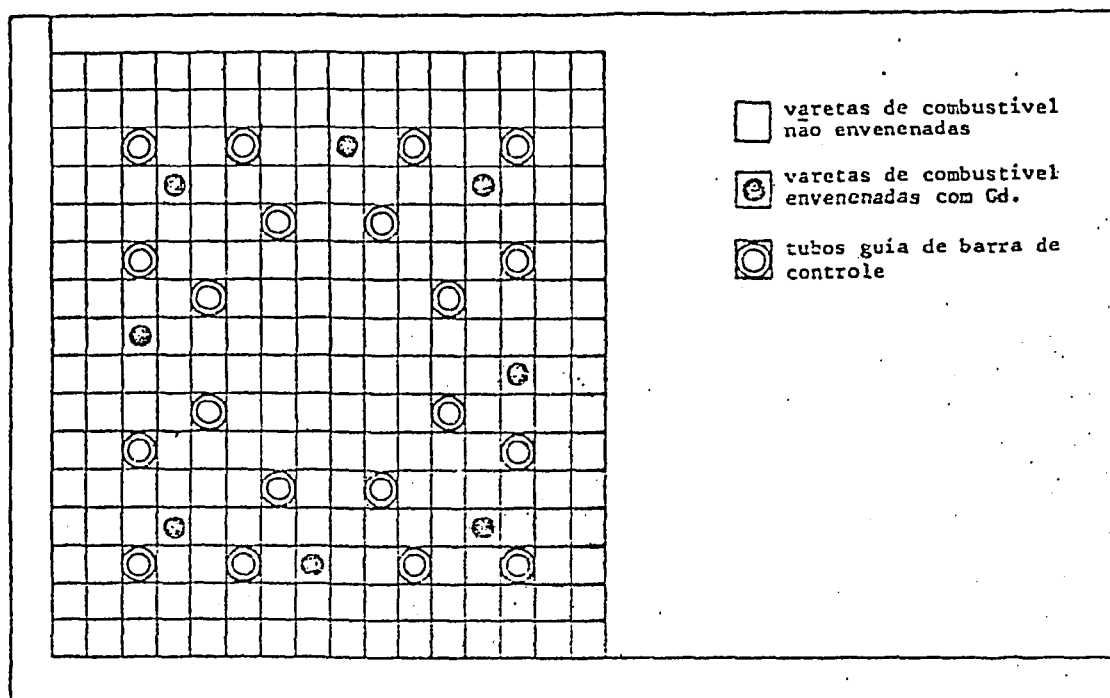 varetas de combustivel
não envenenadas
varetas de combustivel
envenenadas com Gd.
tubos guia de barra de
controle